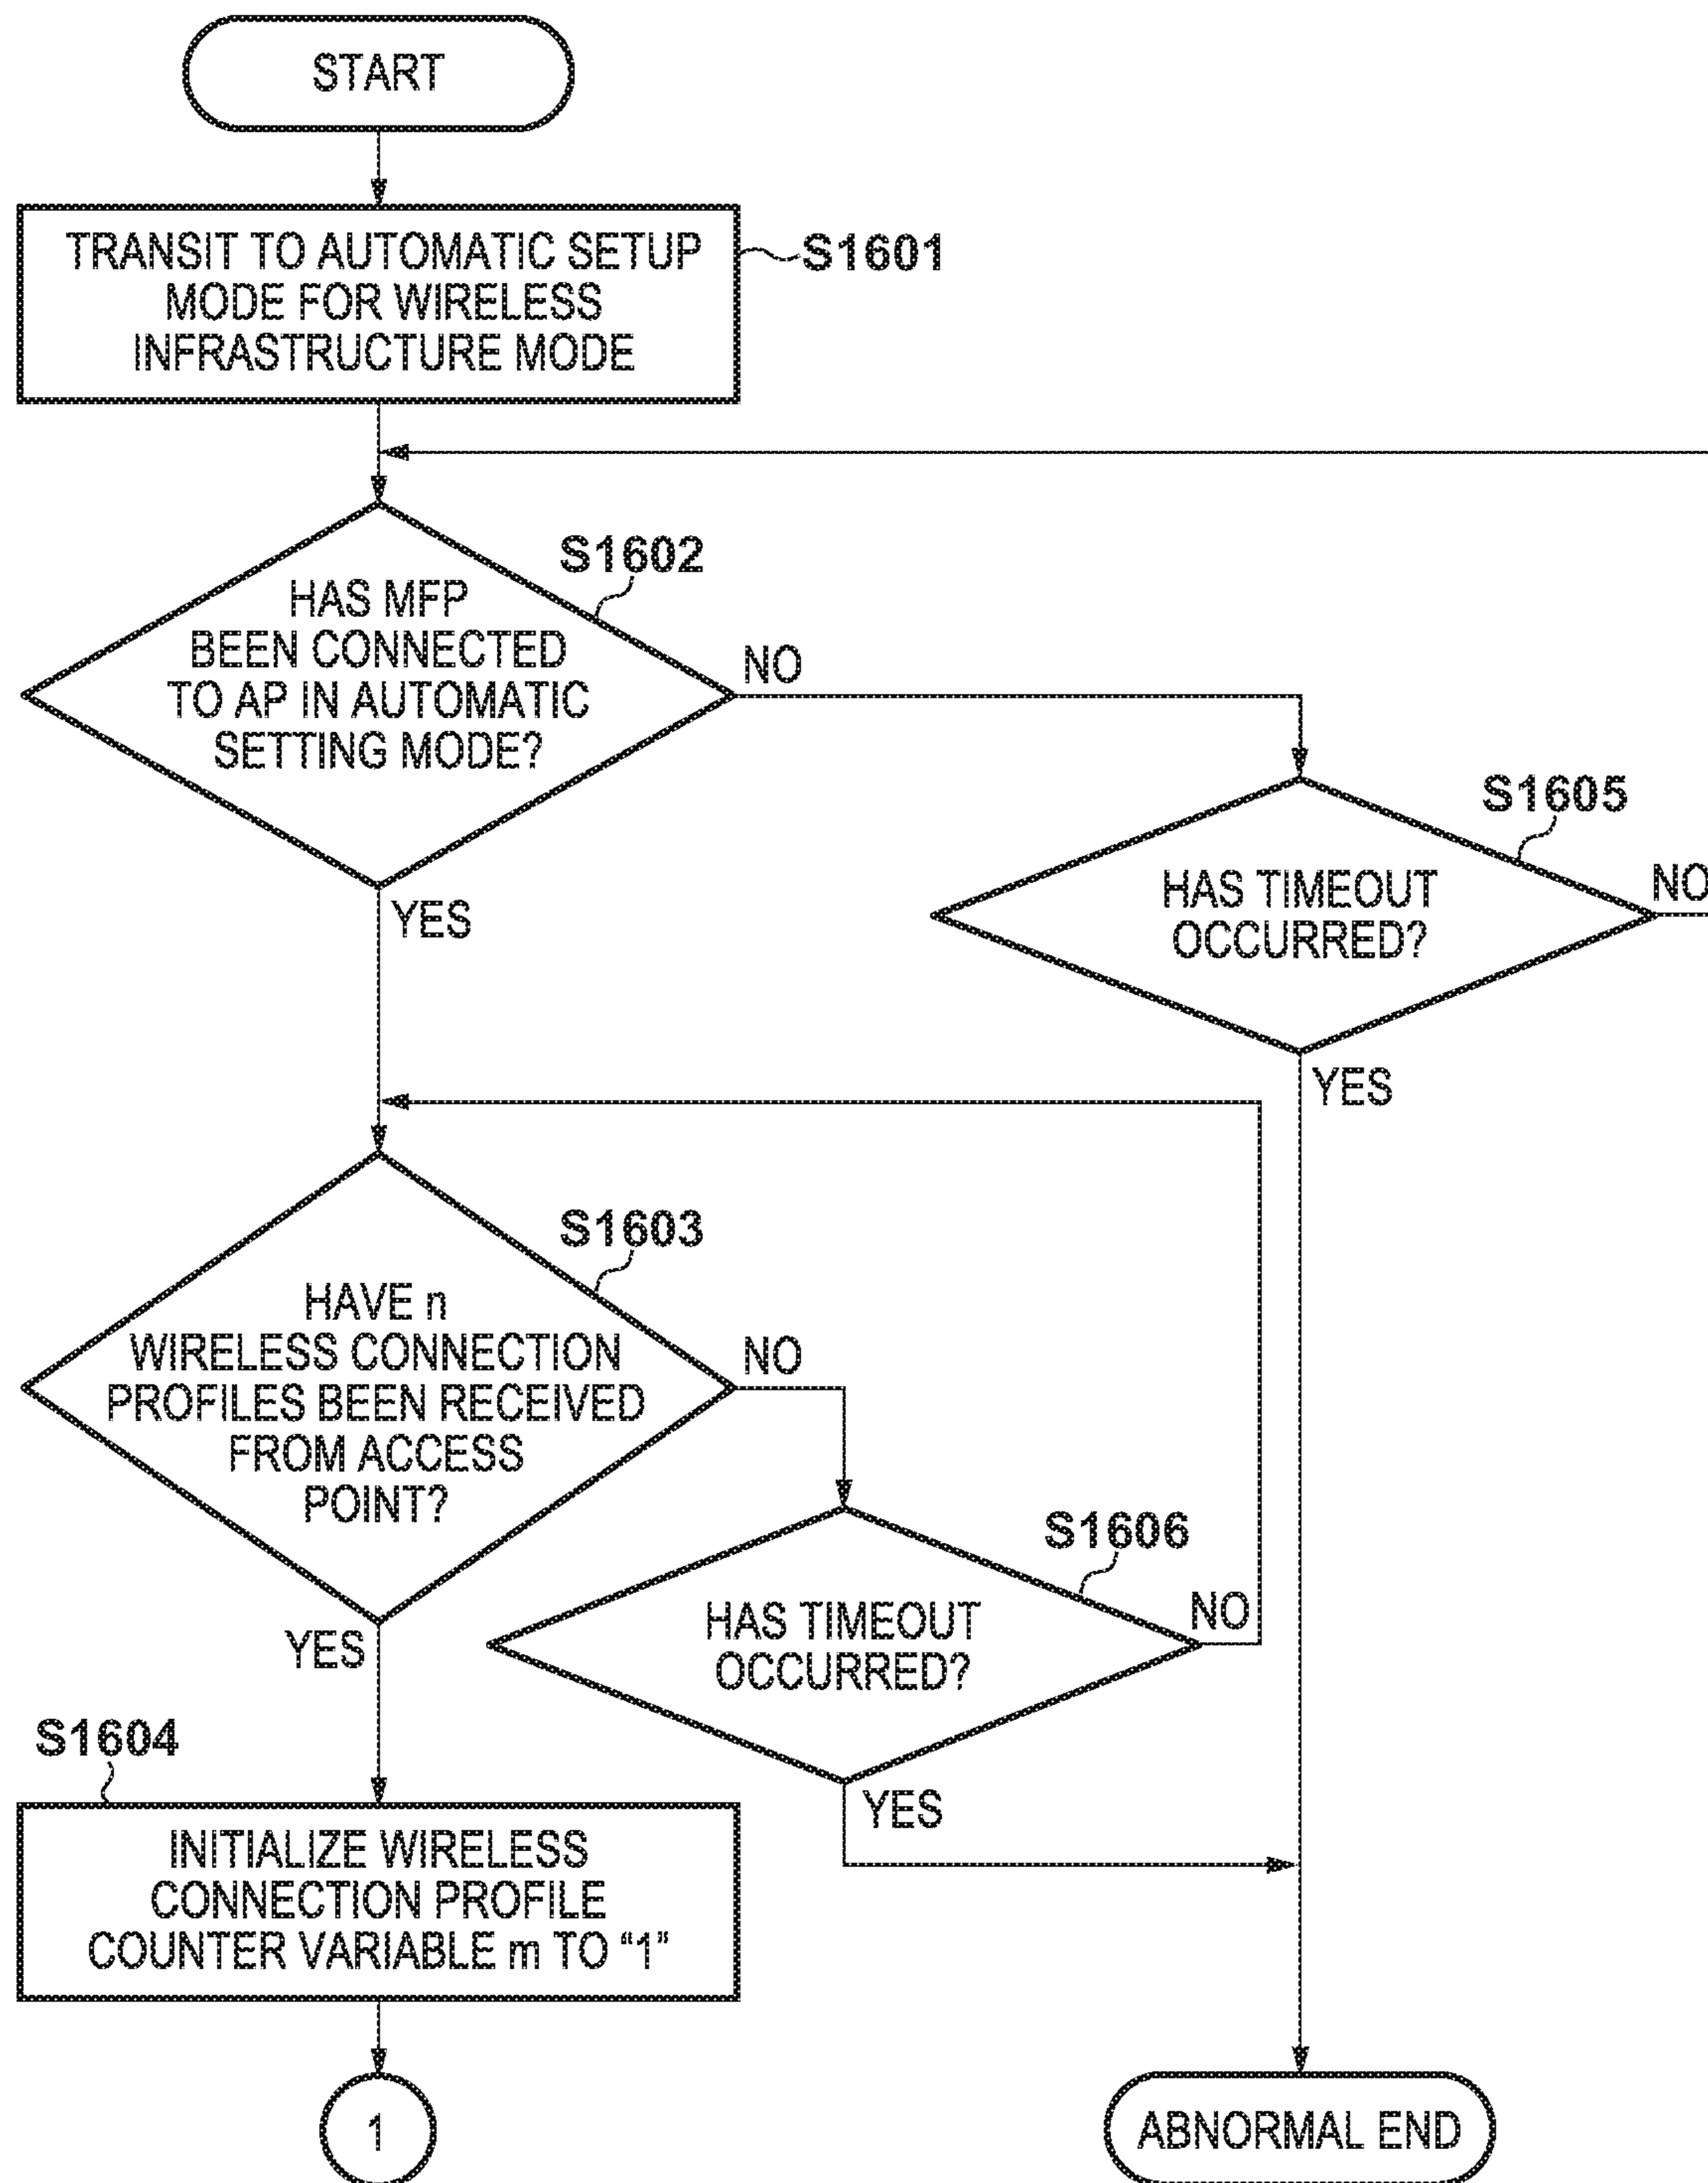 START
TRANSIT TO AUTOMATIC SETUP
MODE FOR WIRELESS
INFRASTRUCTURE MODE
S1601
S1602
HAS MFP
BEEN CONNECTED
TO AP IN AUTOMATIC
SETTING MODE?
NO
YES
S1605
HAS TIMEOUT
OCCURRED?
NO
YES
S1603
HAVE n
WIRELESS CONNECTION
PROFILES BEEN RECEIVED
FROM ACCESS
POINT?
NO
YES
S1606
HAS TIMEOUT
OCCURRED?
NO
YES
S1604
INITIALIZE WIRELESS
CONNECTION PROFILE
COUNTER VARIABLE m TO “1”
1
ABNORMAL END